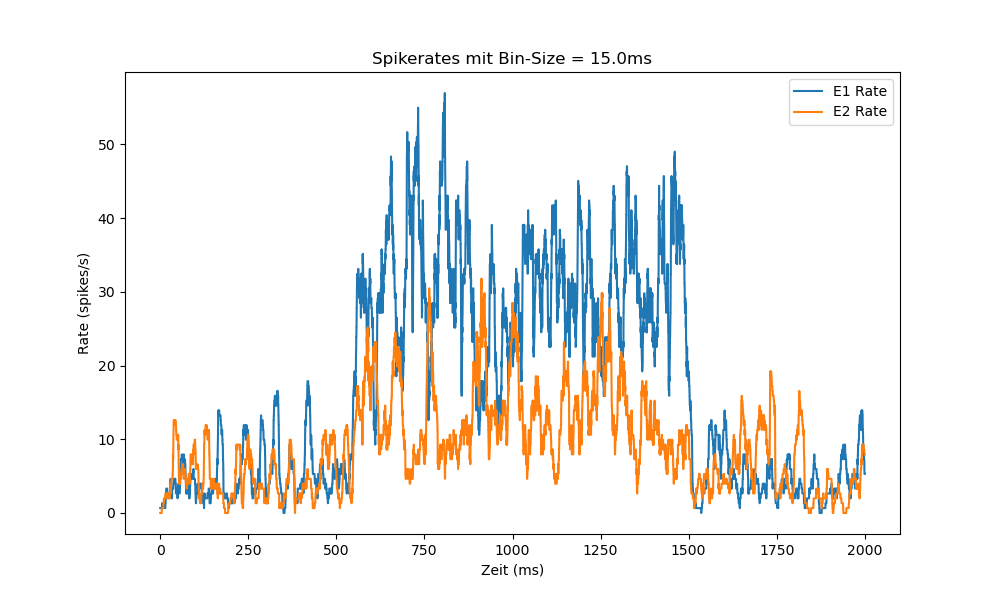 Spikerates mit Bin-Size = 15.0ms
E1 Rate
E2 Rate
50
40
30
20
10
0
Rate (spikes/s)
0 250 500 750 1000 1250 1500 1750 2000
Zeit (ms)